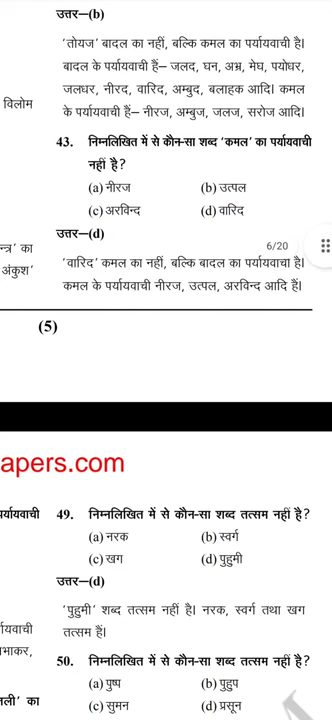 उत्तर–(b)
'तोयज' बादल का नहीं, बल्कि कमल का पर्यायवाची है।
बादल के पर्यायवाची हैं– जलद, घन, अभ्र, मेघ, पयोधर,
जलधर, नीरद, वारिद, अम्बुद, बलाहक आदि। कमल
के पर्यायवाची हैं– नीरज, अम्बुज, जलज, सरोज आदि।
विलोम
43. निम्नलिखित में से कौन-सा शब्द 'कमल' का पर्यायवाची
नहीं है?
(a) नीरज (b) उत्पल
(c) अरविन्द (d) वारिद
उत्तर–(d)
न्त्र' का
6/20
अंकुश'
'वारिद' कमल का नहीं, बल्कि बादल का पर्यायवाची है।
कमल के पर्यायवाची नीरज, उत्पल, अरविन्द आदि हैं।
(5)
apers.com
पर्यायवाची
49. निम्नलिखित में से कौन-सा शब्द तत्सम नहीं है?
(a) नरक (b) स्वर्ग
(c) खग (d) पुहुमी
उत्तर–(d)
'पुहुमी' शब्द तत्सम नहीं है। नरक, स्वर्ग तथा खग
तत्सम हैं।
र्यायवाची
भाकर,
50. निम्नलिखित में से कौन-सा शब्द तत्सम नहीं है?
(a) पुष्प (b) पुहुप
(c) सुमन (d) प्रसून
नली' का